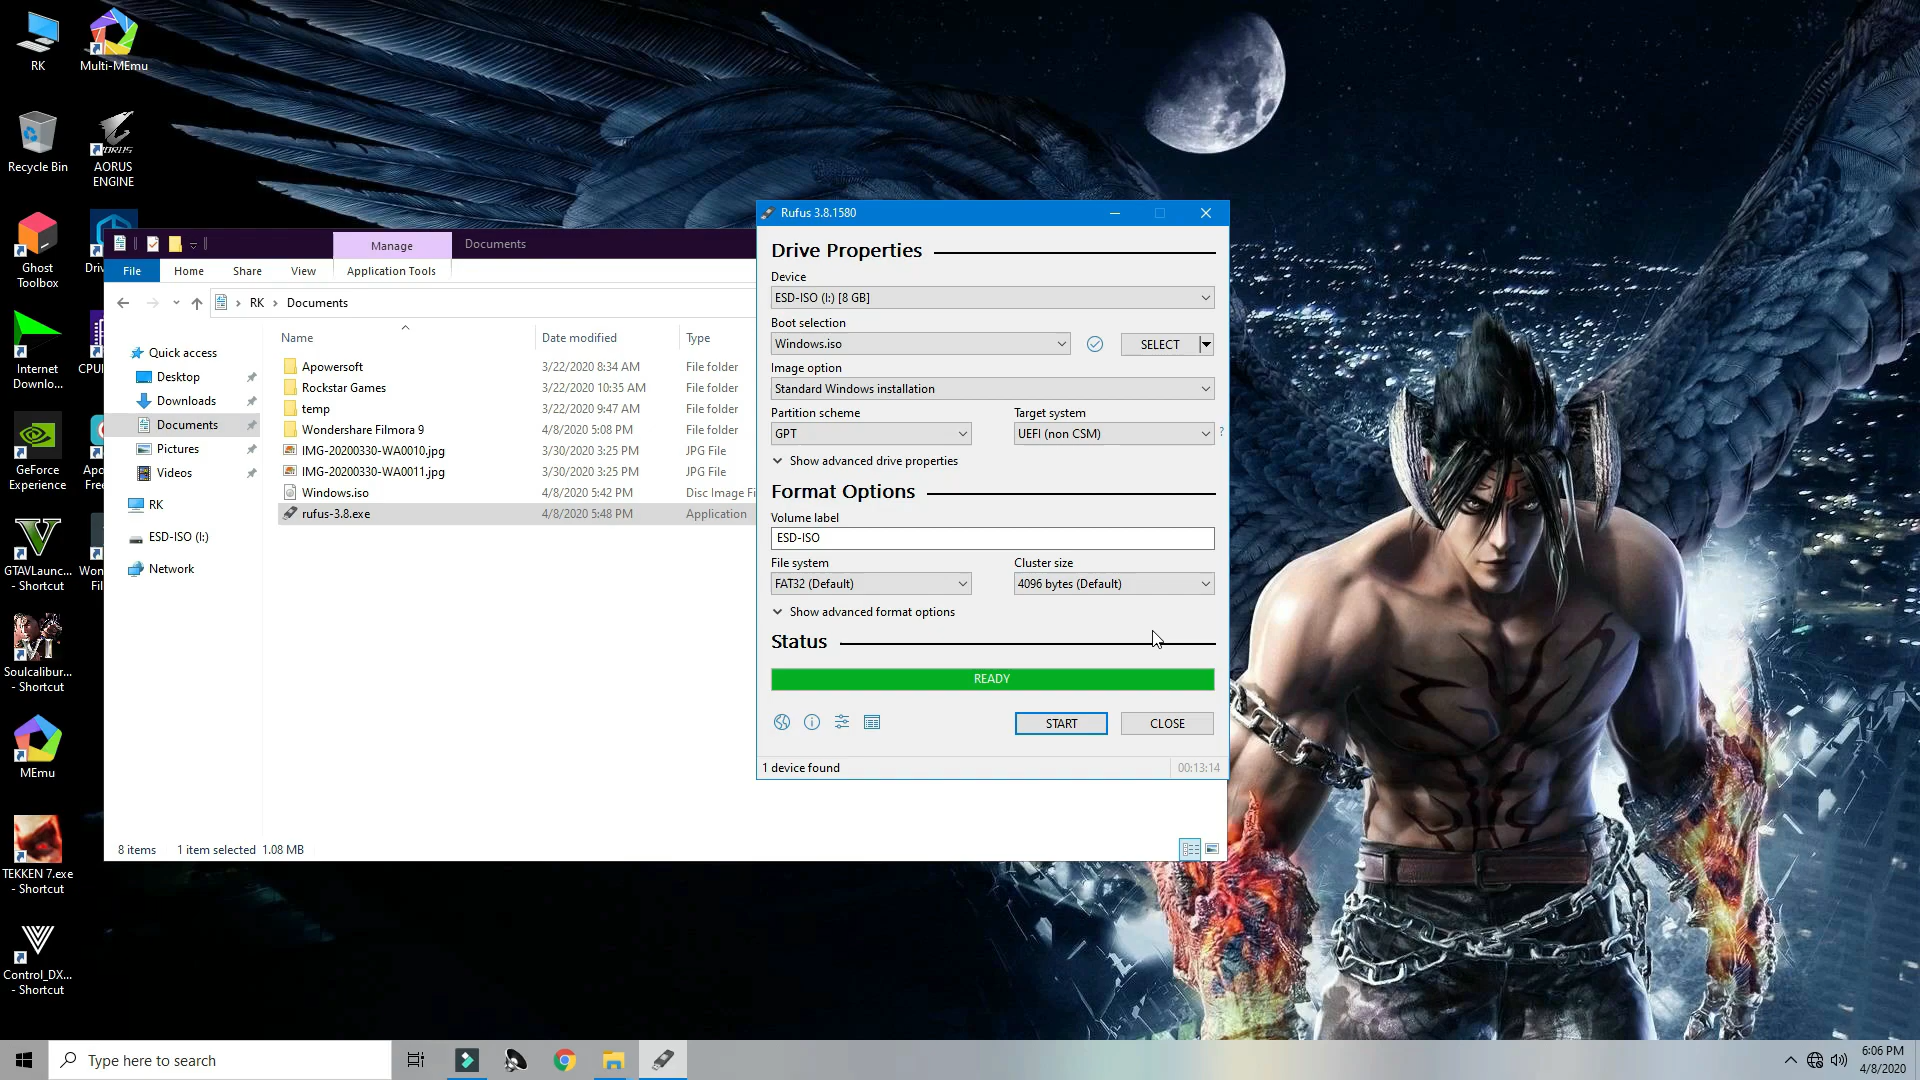 RK
Multi-MEmu
Recycle Bin
AORUS
ENGINE
Ghost
Toolbox
Driv
Internet
Downlo...
CPUI
GeForce
Experience
Apo
Free
GTAVLaunc...
- Shortcut
Won
Fil
Soulcalibur...
- Shortcut
MEmu
TEKKEN 7.exe
- Shortcut
Control_DX...
- Shortcut
Manage
Documents
File
Home
Share
View
Application Tools
RK
Documents
Name
Date modified
Type
Quick access
Desktop
Downloads
Documents
Pictures
Videos
RK
ESD-ISO (I:)
Network
Apowersoft 3/22/2020 8:34 AM File folder
Rockstar Games 3/22/2020 10:35 AM File folder
temp 3/22/2020 9:47 AM File folder
Wondershare Filmora 9 4/8/2020 5:08 PM File folder
IMG-20200330-WA0010.jpg 3/30/2020 3:25 PM JPG File
IMG-20200330-WA0011.jpg 3/30/2020 3:25 PM JPG File
Windows.iso 4/8/2020 5:42 PM Disc Image Fi
rufus-3.8.exe 4/8/2020 5:48 PM Application
8 items 1 item selected 1.08 MB
Rufus 3.8.1580
Drive Properties
Device
ESD-ISO (I:) [8 GB]
Boot selection
Windows.iso
SELECT
Image option
Standard Windows installation
Partition scheme
Target system
GPT
UEFI (non CSM)
?
Show advanced drive properties
Format Options
Volume label
ESD-ISO
File system
Cluster size
FAT32 (Default)
4096 bytes (Default)
Show advanced format options
Status
READY
START
CLOSE
1 device found
00:13:14
Type here to search
6:06 PM
4/8/2020